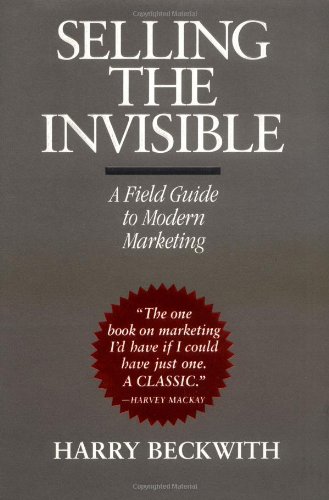 SELLING
THE
INVISIBLE
A Field Guide
to Modern
Marketing
"The one
book on marketing
I'd have if I could
have just one.
A CLASSIC."
—HARVEY MACKAY
HARRY BECKWITH